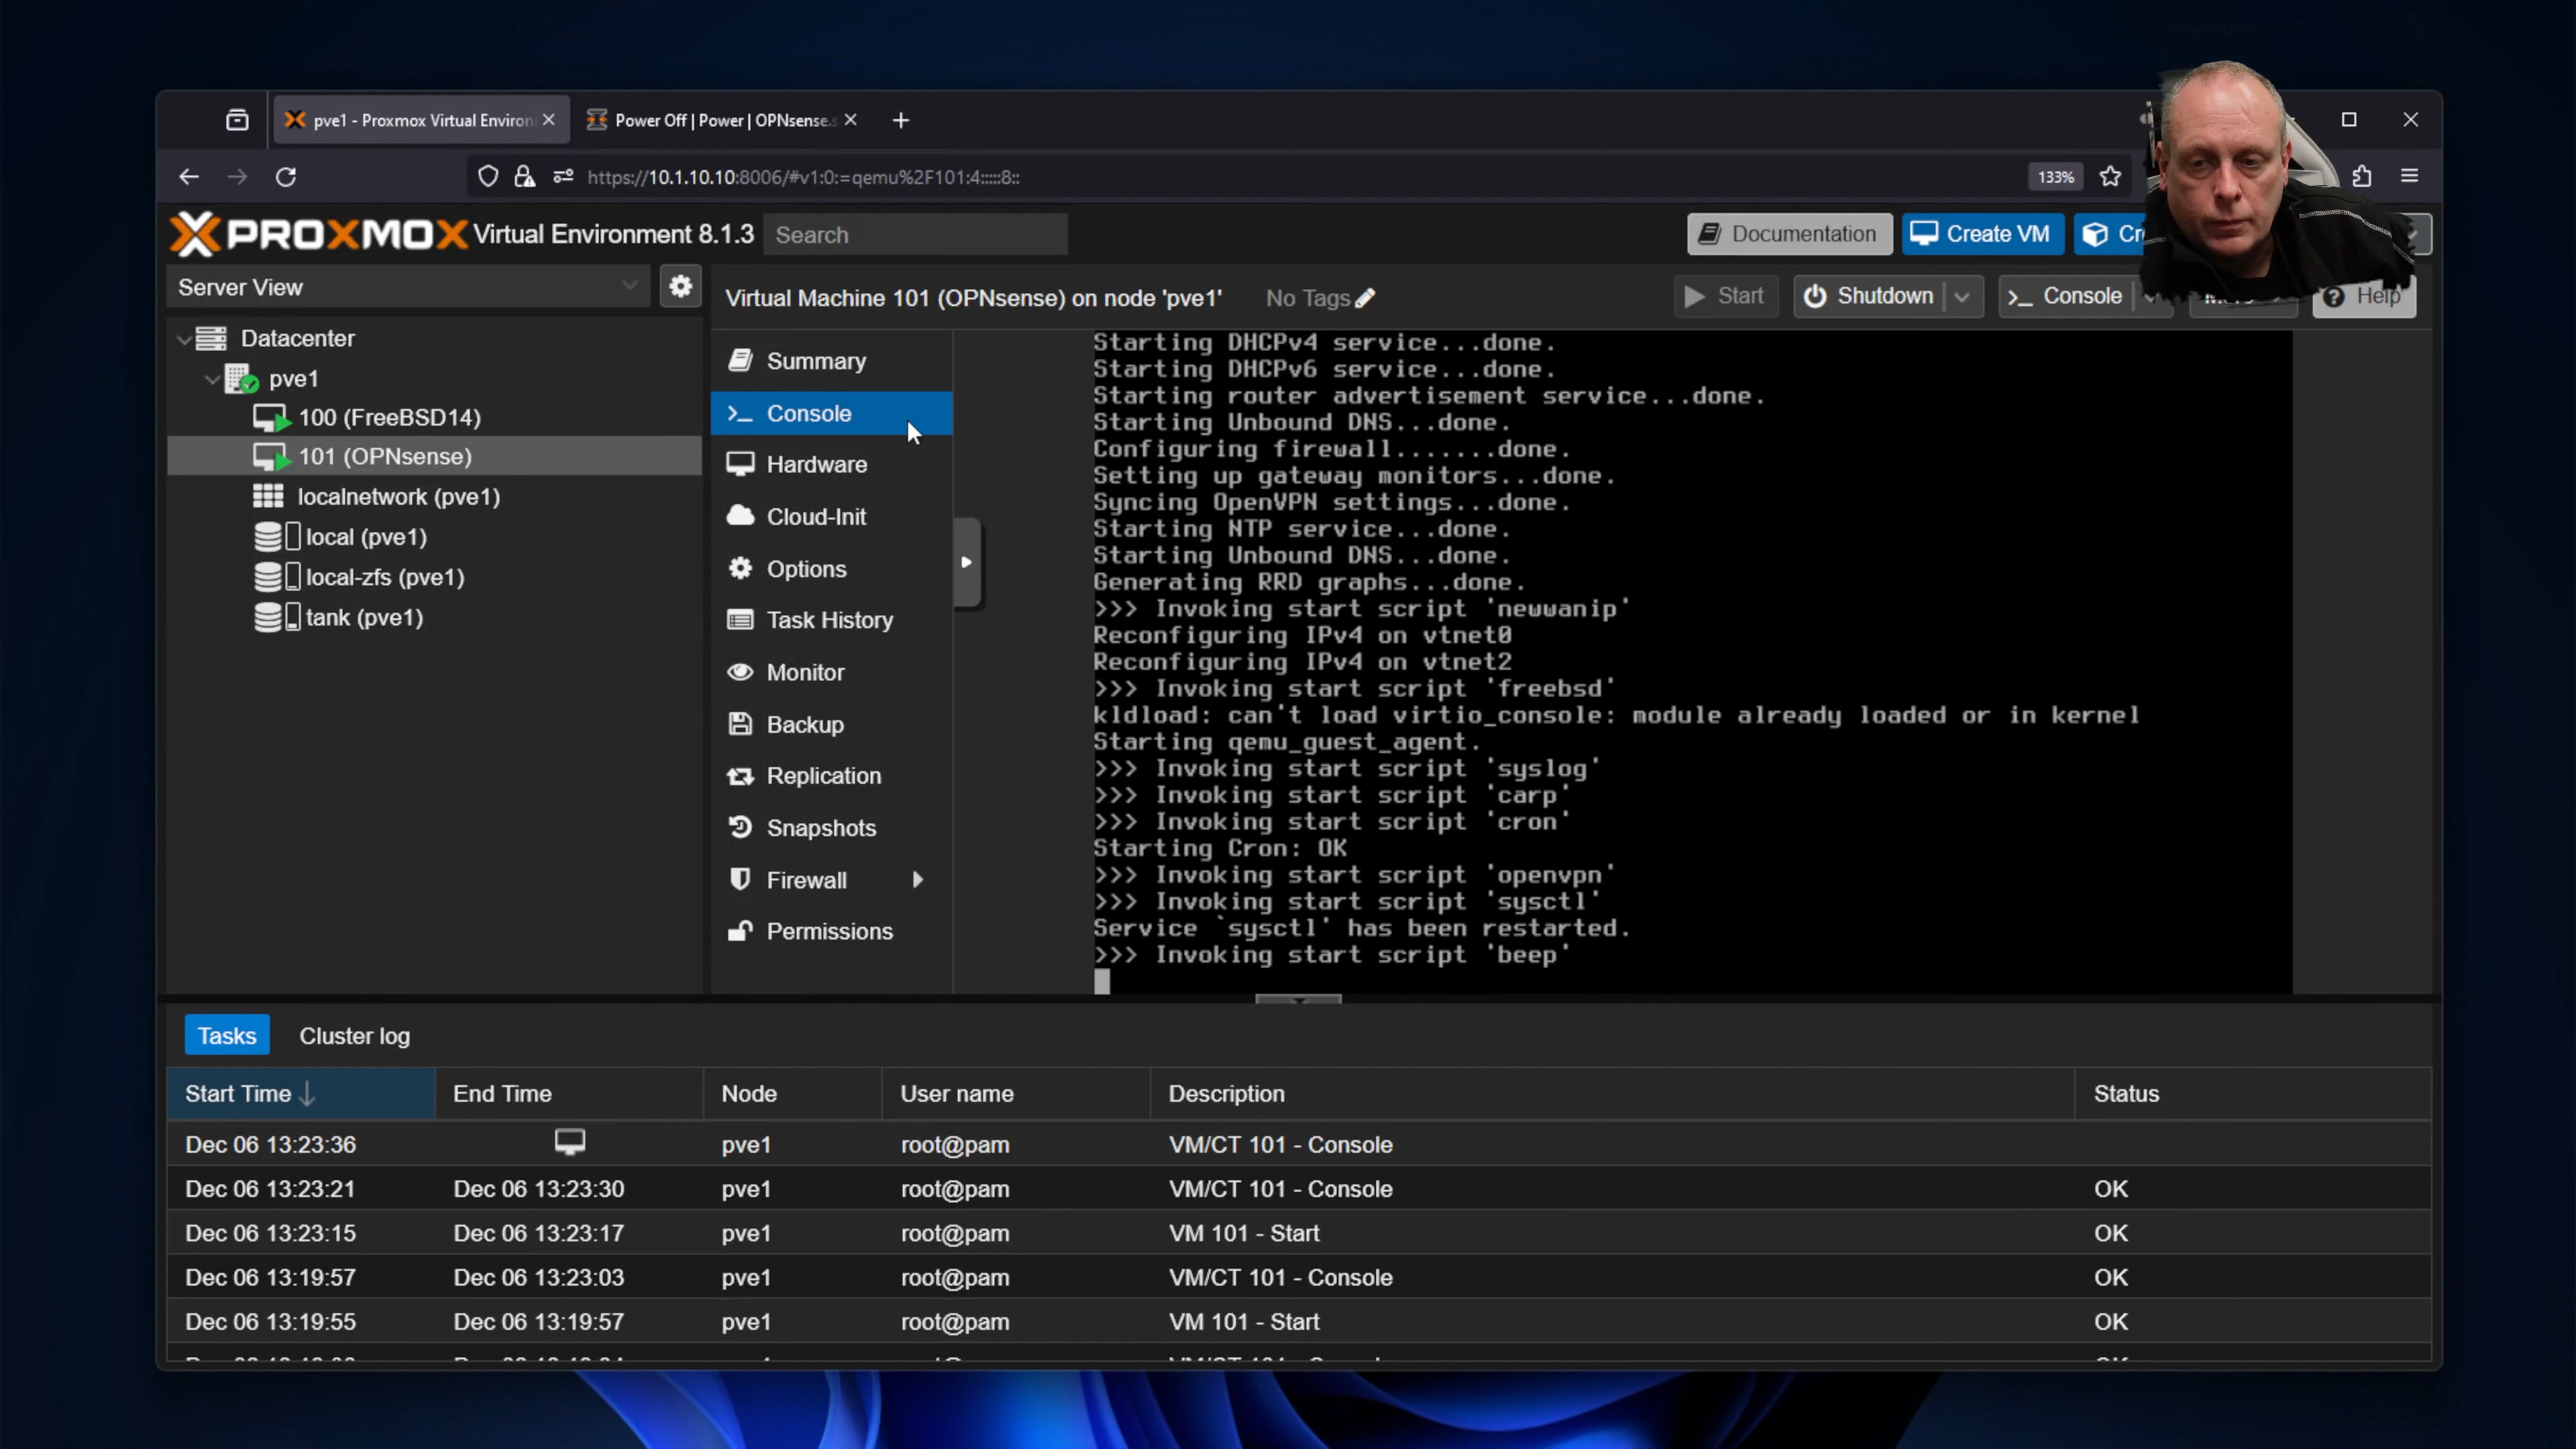 pve1 - Proxmox Virtual Environ
Power Off | Power | OPNsense.
https://10.1.10.10:8006/#v1:0:=qemu%2F101:4:::::8::
133%
PROXMOX Virtual Environment 8.1.3
Search
Documentation
Create VM
Server View
Virtual Machine 101 (OPNsense) on node 'pve1'
No Tags
Start
Shutdown
Console
Help
Datacenter
pve1
100 (FreeBSD14)
101 (OPNsense)
localnetwork (pve1)
local (pve1)
local-zfs (pve1)
tank (pve1)
Summary
Console
Hardware
Cloud-Init
Options
Task History
Monitor
Backup
Replication
Snapshots
Firewall
Permissions
Starting DHCPv4 service...done.
Starting DHCPv6 service...done.
Starting router advertisement service...done.
Starting Unbound DNS...done.
Configuring firewall.......done.
Setting up gateway monitors...done.
Syncing OpenVPN settings...done.
Starting NTP service...done.
Starting Unbound DNS...done.
Generating RRD graphs...done.
>>> Invoking start script 'newwanip'
Reconfiguring IPv4 on vtnet0
Reconfiguring IPv4 on vtnet2
>>> Invoking start script 'freebsd'
kldload: can't load virtio_console: module already loaded or in kernel
Starting qemu_guest_agent.
>>> Invoking start script 'syslog'
>>> Invoking start script 'carp'
>>> Invoking start script 'cron'
Starting Cron: OK
>>> Invoking start script 'openvpn'
>>> Invoking start script 'sysctl'
Service `sysctl' has been restarted.
>>> Invoking start script 'beep'
Tasks
Cluster log
Start Time End Time Node User name Description Status
Dec 06 13:23:36 pve1 root@pam VM/CT 101 - Console
Dec 06 13:23:21 Dec 06 13:23:30 pve1 root@pam VM/CT 101 - Console OK
Dec 06 13:23:15 Dec 06 13:23:17 pve1 root@pam VM 101 - Start OK
Dec 06 13:19:57 Dec 06 13:23:03 pve1 root@pam VM/CT 101 - Console OK
Dec 06 13:19:55 Dec 06 13:19:57 pve1 root@pam VM 101 - Start OK